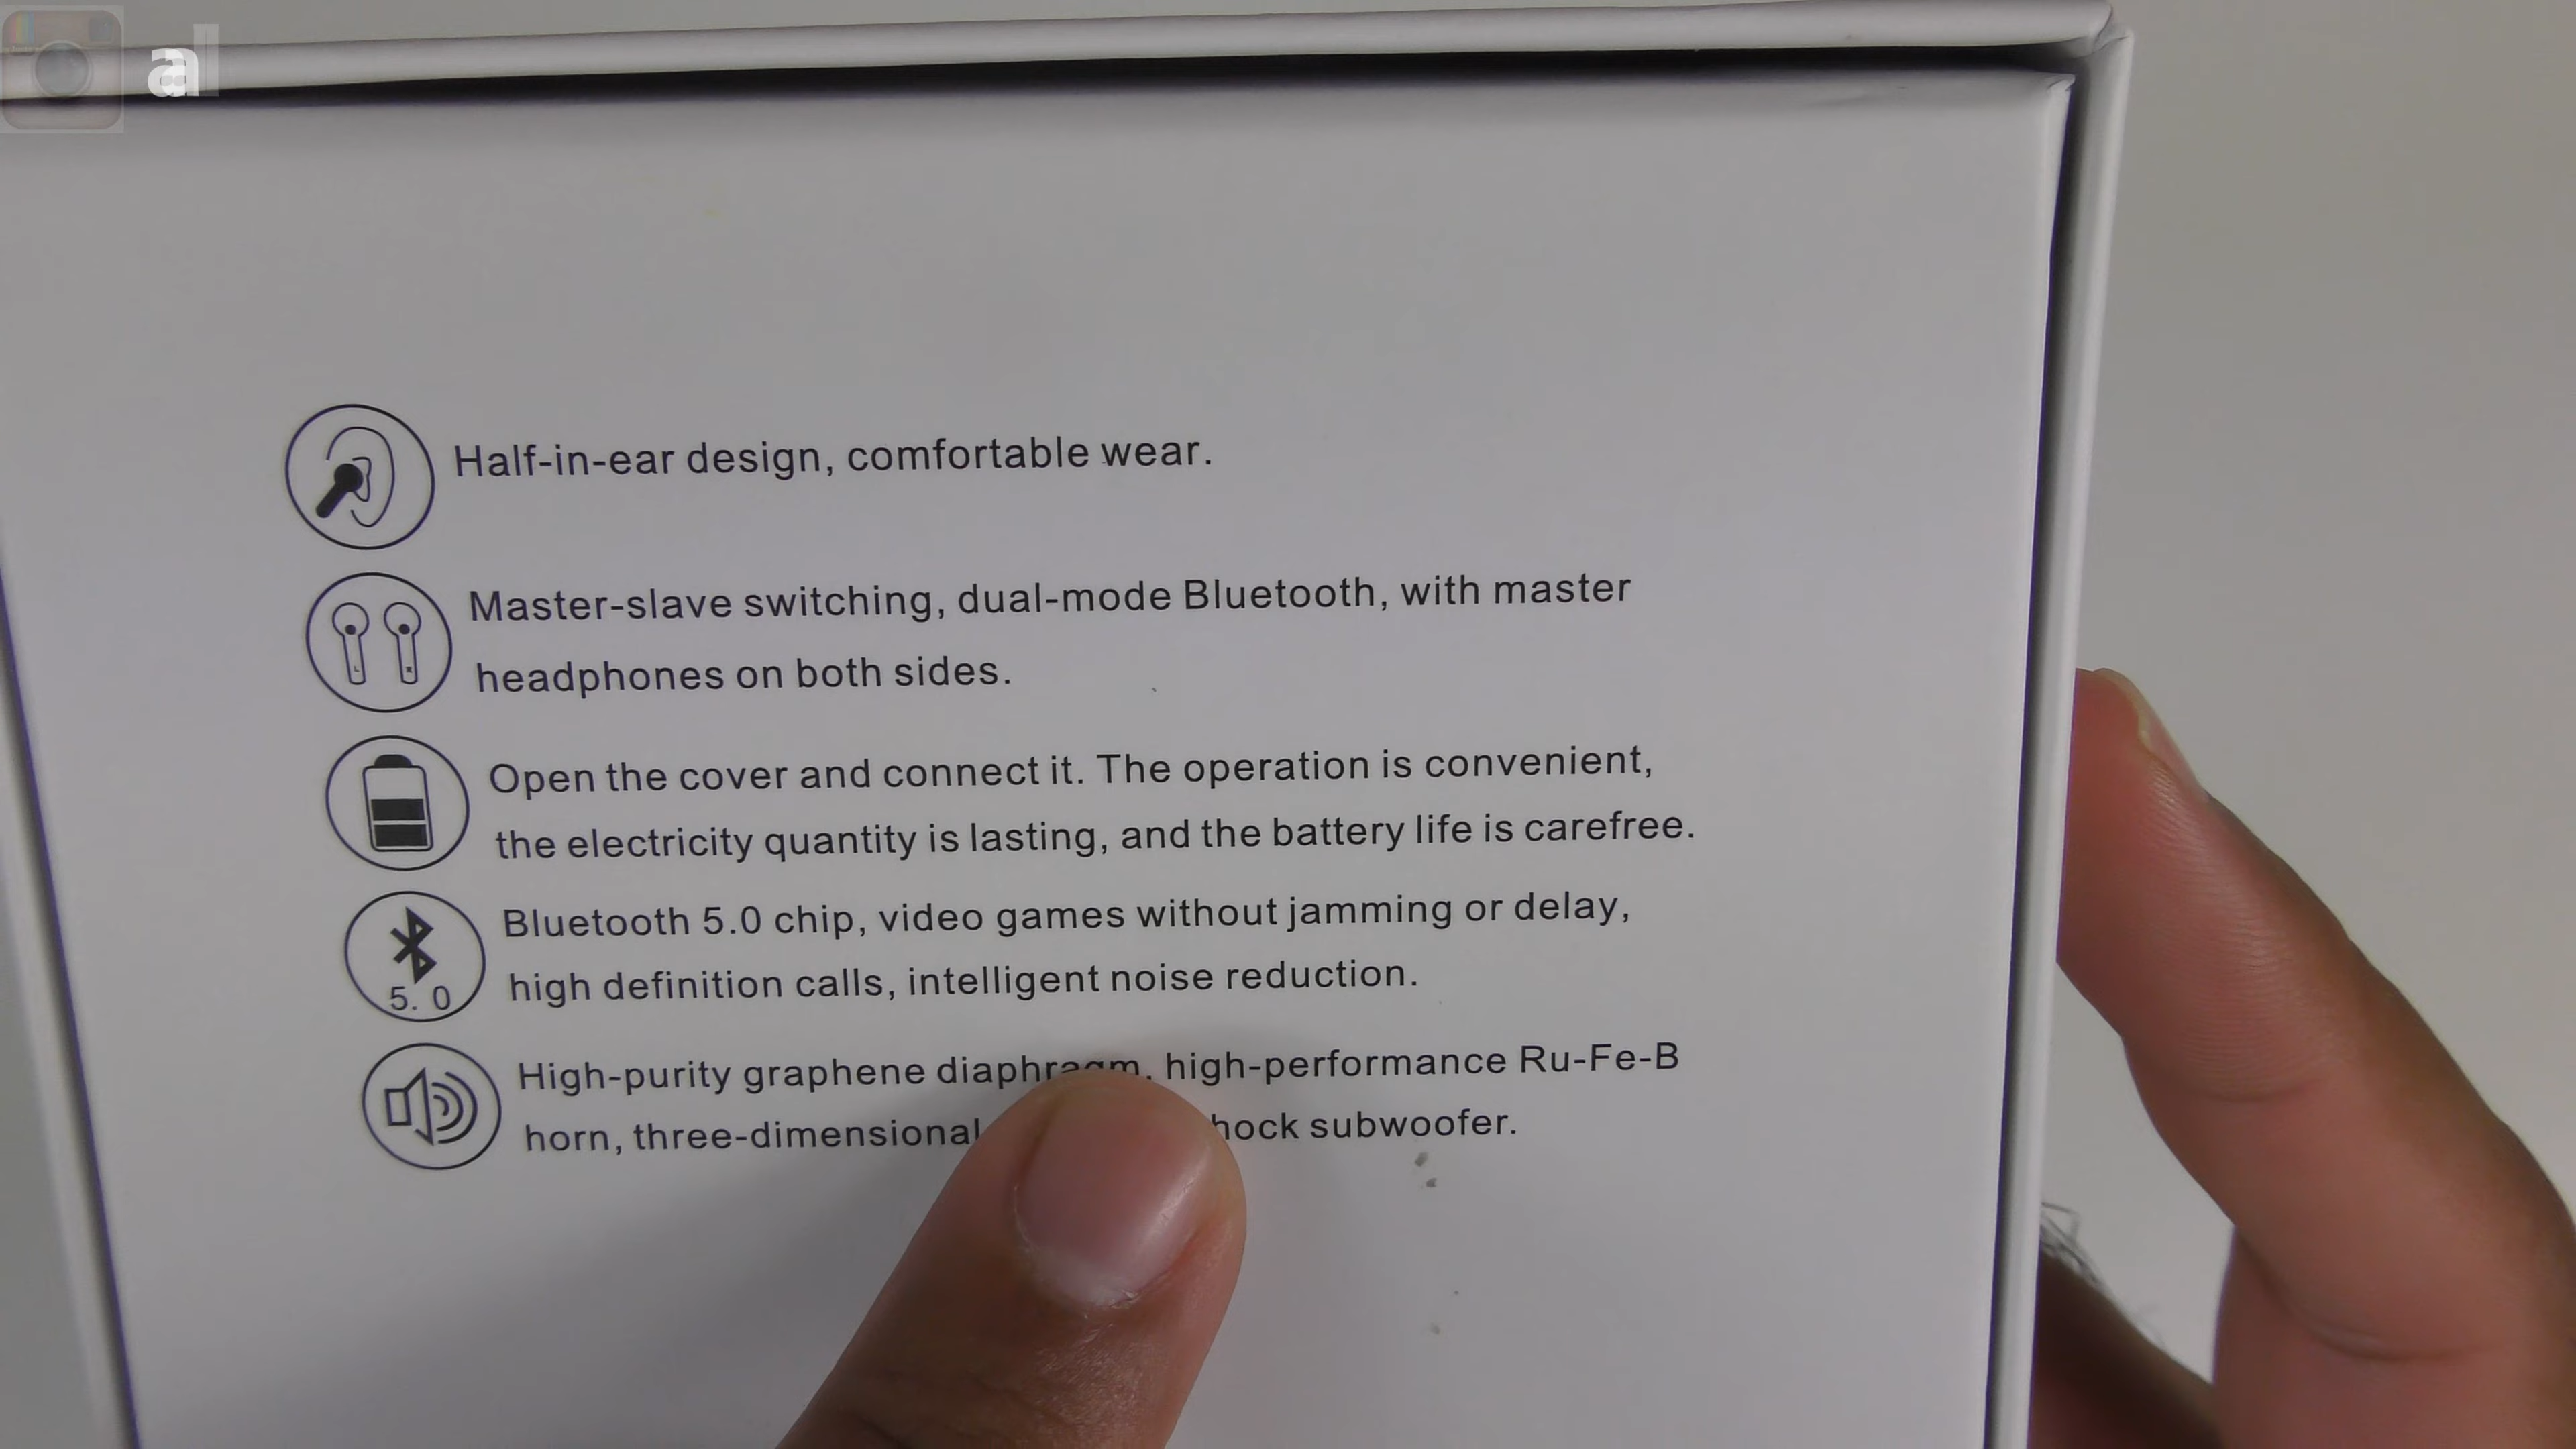 al
Half-in-ear design, comfortable wear.
Master-slave switching, dual-mode Bluetooth, with master
headphones on both sides.
Open the cover and connect it. The operation is convenient,
the electricity quantity is lasting, and the battery life is carefree.
Bluetooth 5.0 chip, video games without jamming or delay,
5.0
high definition calls, intelligent noise reduction.
High-purity graphene diaphragm, high-performance Ru-Fe-B
horn, three-dimensional subwoofer.